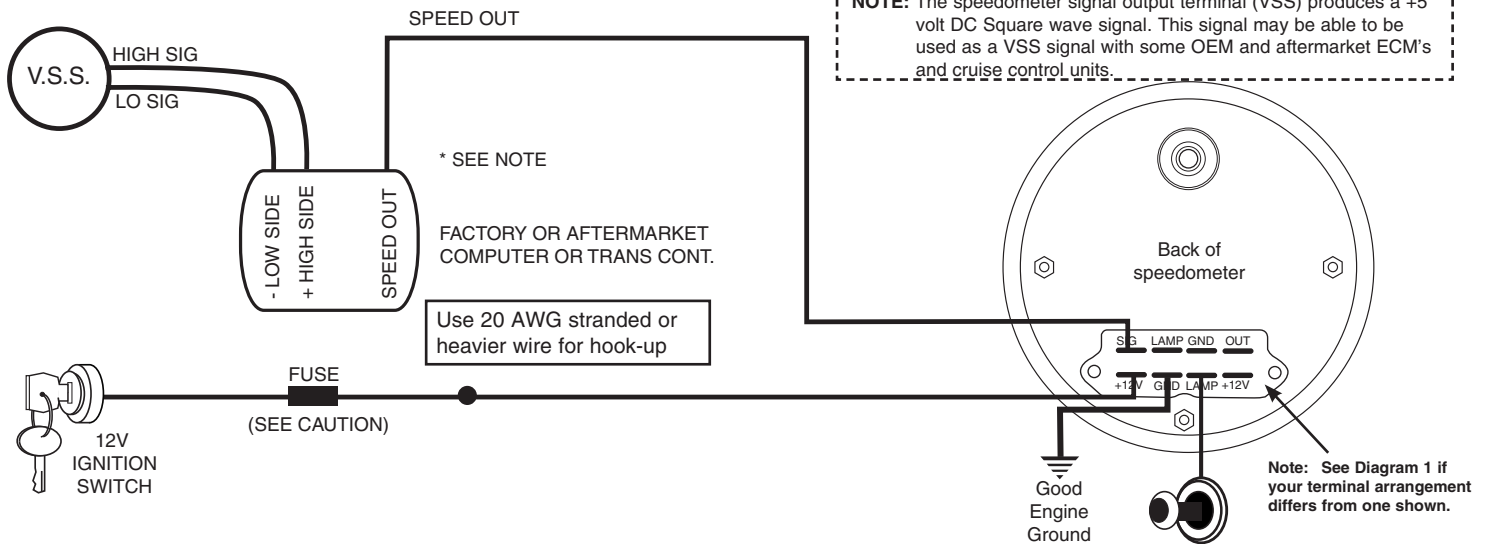 SPEED OUT
NOTE: The speedometer signal output terminal (VSS) produces a +5
volt DC Square wave signal. This signal may be able to be
used as a VSS signal with some OEM and aftermarket ECM's
and cruise control units.
V.S.S.
HIGH SIG
LO SIG
* SEE NOTE
- LOW SIDE
+ HIGH SIDE
SPEED OUT
FACTORY OR AFTERMARKET
COMPUTER OR TRANS CONT.
Back of
speedometer
Use 20 AWG stranded or
heavier wire for hook-up
SIG LAMP GND OUT
+12V GND LAMP +12V
FUSE
(SEE CAUTION)
12V
IGNITION
SWITCH
Good
Engine
Ground
Note: See Diagram 1 if
your terminal arrangement
differs from one shown.